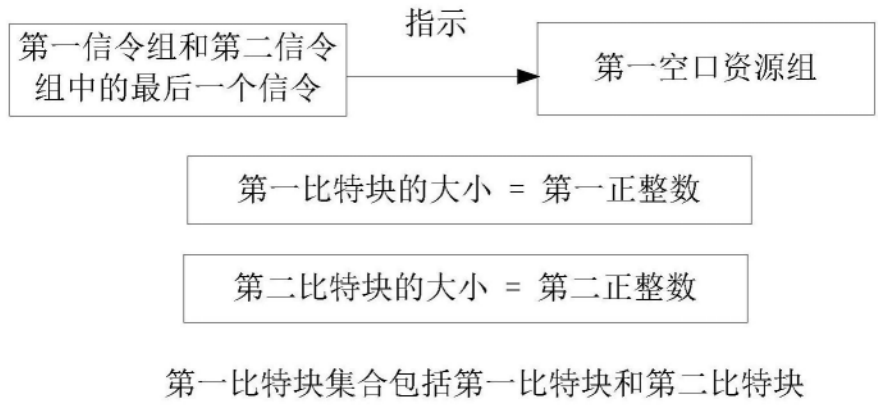 指示
第一信令组和第二信令
组中的最后一个信令
第一空口资源组
第一比特块的大小 = 第一正整数
第二比特块的大小 = 第二正整数
第一比特块集合包括第一比特块和第二比特块